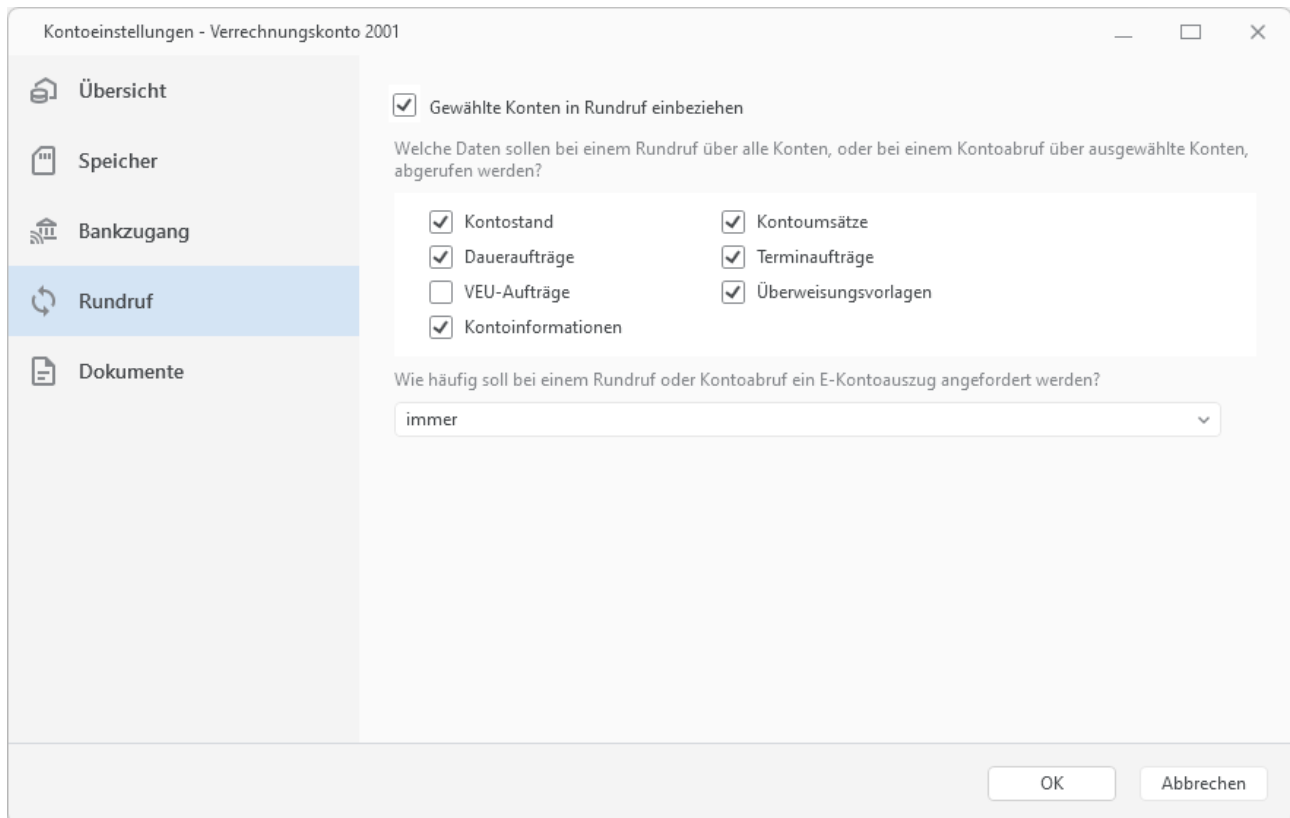 Kontoeinstellungen - Verrechnungskonto 2001
Übersicht
Speicher
Bankzugang
Rundruf
Dokumente
Gewählte Konten in Rundruf einbeziehen
Welche Daten sollen bei einem Rundruf über alle Konten, oder bei einem Kontoabruf über ausgewählte Konten,
abgerufen werden?
Kontostand
Kontoumsätze
Daueraufträge
Terminaufträge
VEU-Aufträge
Überweisungsvorlagen
Kontoinformationen
Wie häufig soll bei einem Rundruf oder Kontoabruf ein E-Kontoauszug angefordert werden?
immer
OK
Abbrechen